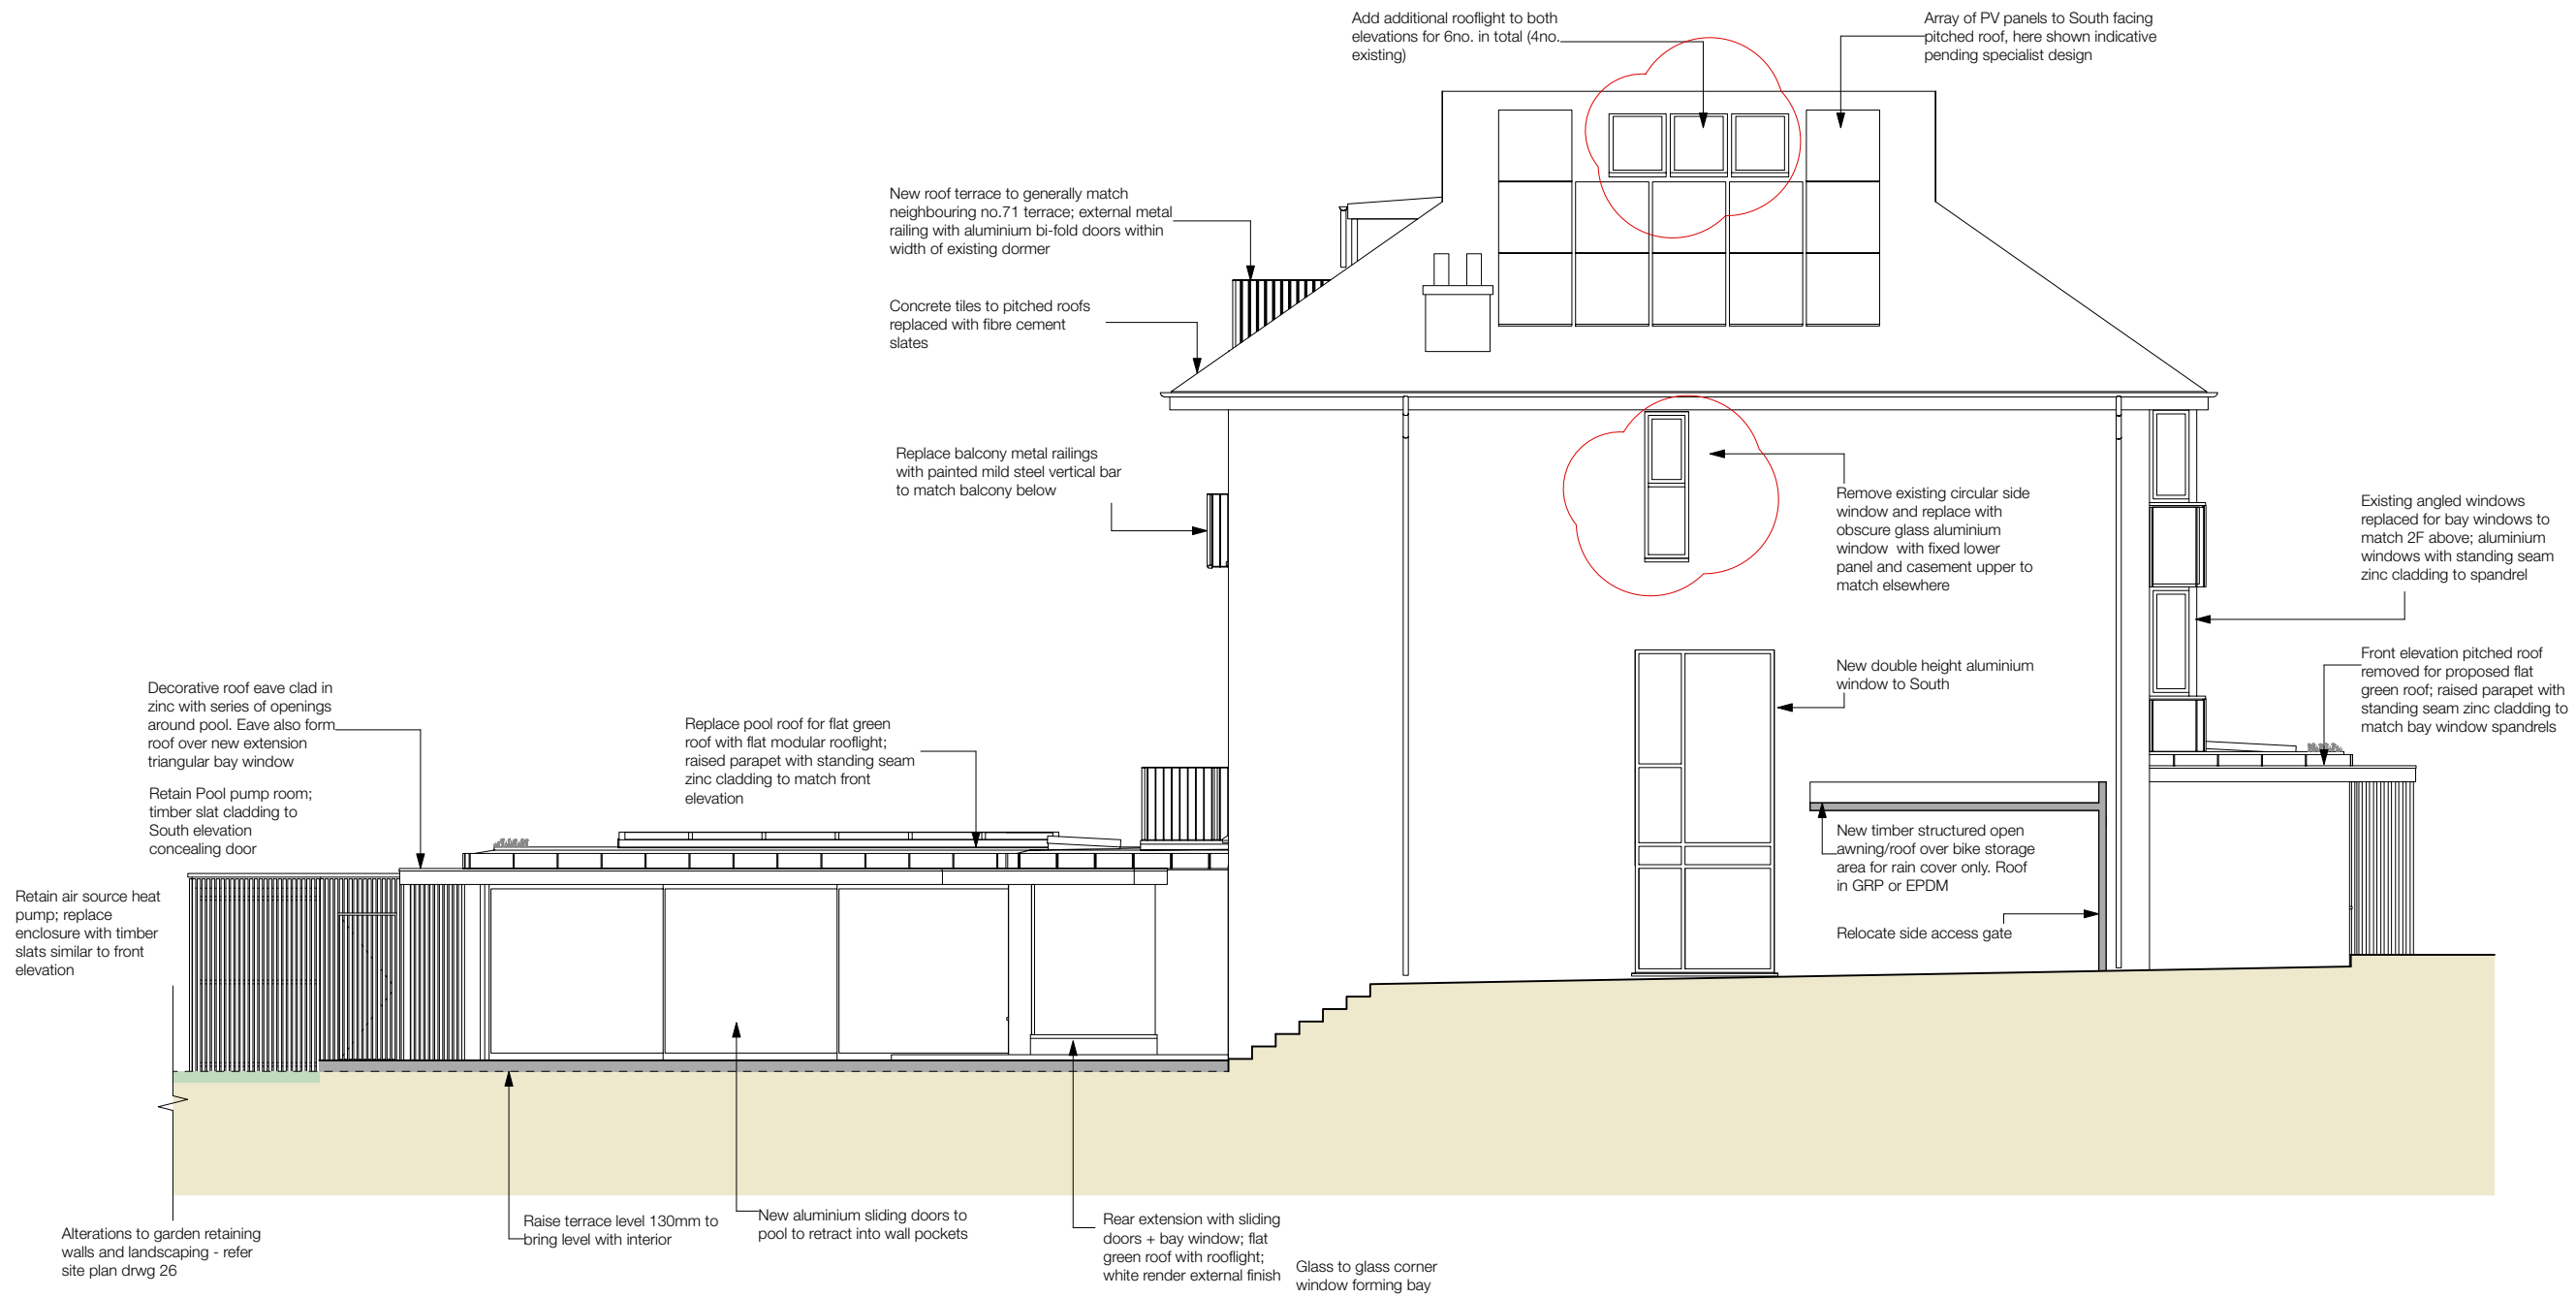 Add additional rooflight to both
elevations for 6no. in total (4no.
existing)
Array of PV panels to South facing
pitched roof, here shown indicative
pending specialist design
New roof terrace to generally match
neighbouring no.71 terrace; external metal
railing with aluminium bi-fold doors within
width of existing dormer
Concrete tiles to pitched roofs
replaced with fibre cement
slates
Replace balcony metal railings
with painted mild steel vertical bar
to match balcony below
Remove existing circular side
window and replace with
obscure glass aluminium
window with fixed lower
panel and casement upper to
match elsewhere
Existing angled windows
replaced for bay windows to
match 2F above; aluminium
windows with standing seam
zinc cladding to spandrel
New double height aluminium
window to South
Front elevation pitched roof
removed for proposed flat
green roof; raised parapet with
standing seam zinc cladding to
match bay window spandrels
Decorative roof eave clad in
zinc with series of openings
around pool. Eave also form
roof over new extension
triangular bay window
Replace pool roof for flat green
roof with flat modular rooflight;
raised parapet with standing seam
zinc cladding to match front
elevation
Retain Pool pump room;
timber slat cladding to
South elevation
concealing door
New timber structured open
awning/roof over bike storage
area for rain cover only. Roof
in GRP or EPDM
Retain air source heat
pump; replace
enclosure with timber
slats similar to front
elevation
Relocate side access gate
Alterations to garden retaining
walls and landscaping - refer
site plan drwg 26
Raise terrace level 130mm to
bring level with interior
New aluminium sliding doors to
pool to retract into wall pockets
Rear extension with sliding
doors + bay window; flat
green roof with rooflight;
white render external finish
Glass to glass corner
window forming bay